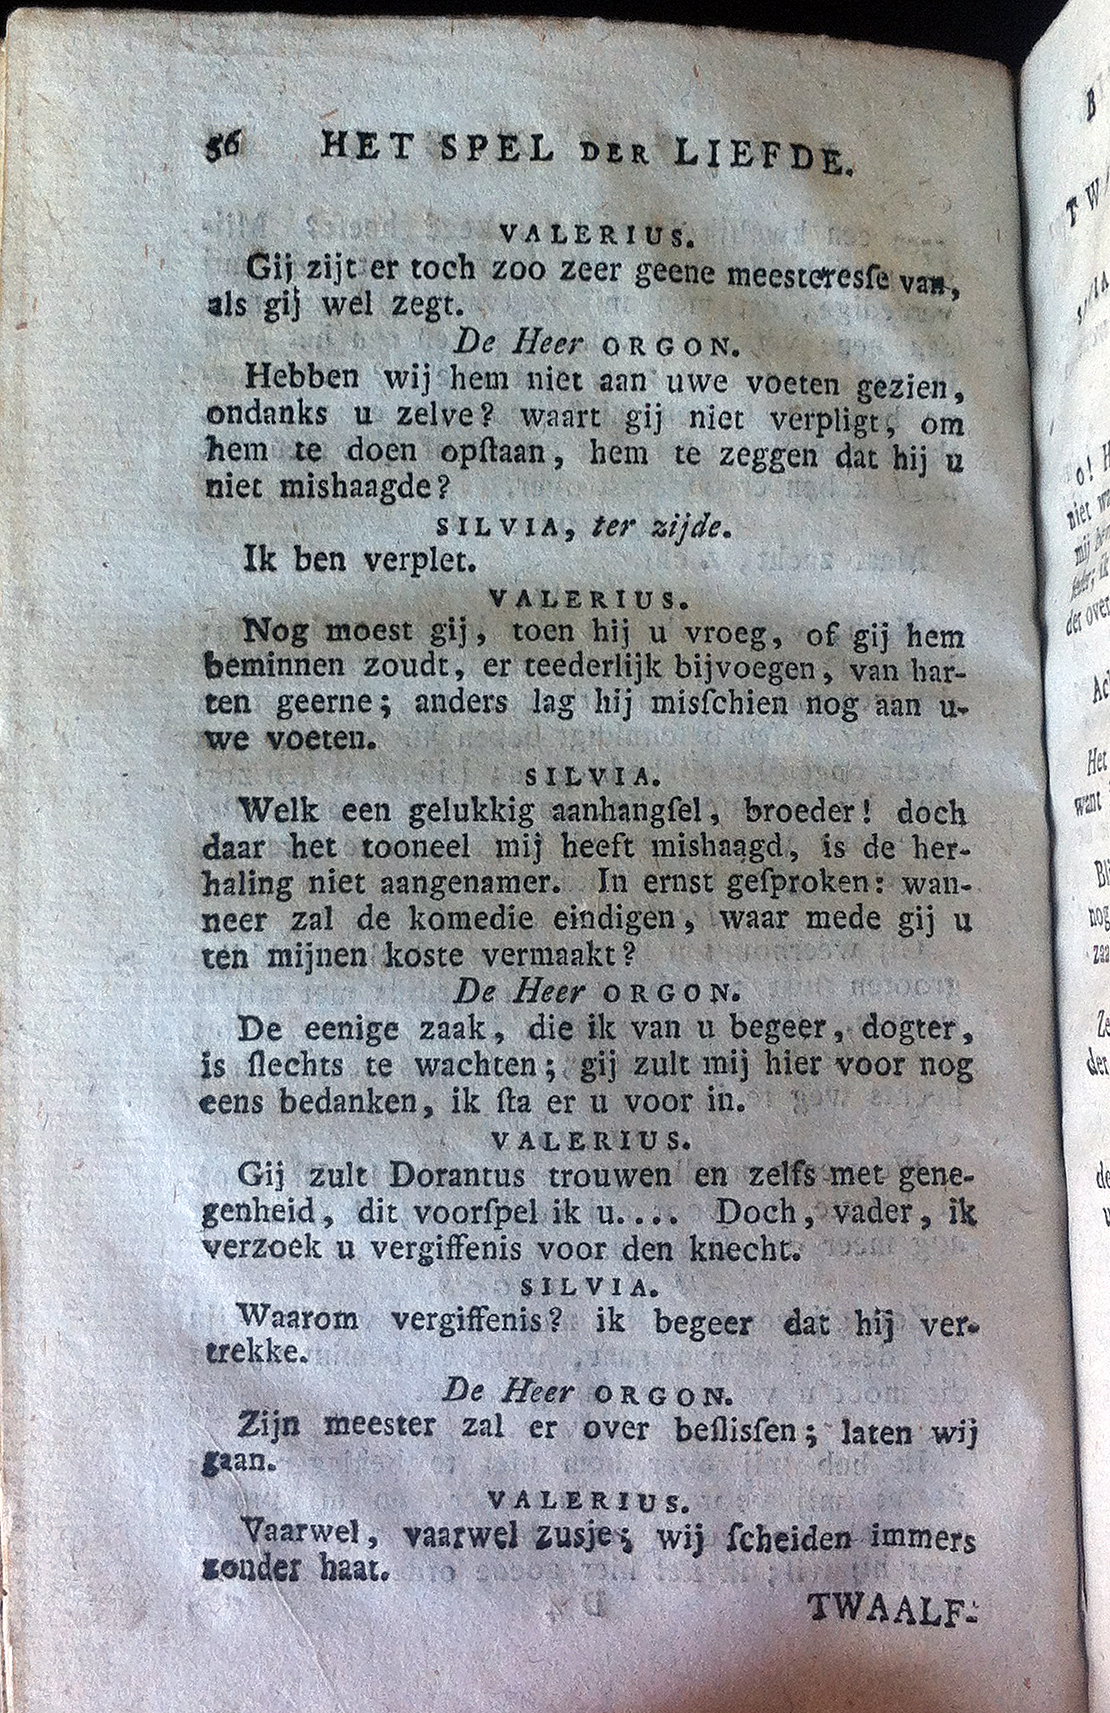 56 HET SPEL DER LIEFDE.
VALERIUS.
Gij zijt er toch zoo zeer geene meesteresſe van,
als gij wel zegt.
De Heer ORGON.
Hebben wij hem niet aan uwe voeten gezien,
ondanks u zelve? waart gij niet verpligt, om
hem te doen opſtaan, hem te zeggen dat hij u
niet mishaagde?
SILVIA, ter zijde.
Ik ben verplet.
VALERIUS.
Nog moest gij, toen hij u vroeg, of gij hem
beminnen zoudt, er teederlijk bijvoegen, van har-
ten geerne; anders lag hij misſchien nog aan u-
we voeten.
SILVIA.
Welk een gelukkig aanhangſel, broeder! doch
daar het tooneel mij heeft mishaagd, is de her-
haling niet aangenamer. In ernst geſproken: wan-
neer zal de komedie eindigen, waar mede gij u
ten mijnen koste vermaakt?
De Heer ORGON.
De eenige zaak, die ik van u begeer, dogter,
is ſlechts te wachten; gij zult mij hier voor nog
eens bedanken, ik ſta er u voor in.
VALERIUS.
Gij zult Dorantus trouwen en zelfs met gene-
genheid, dit voorſpel ik u.... Doch, vader, ik
verzoek u vergiffenis voor den knecht.
SILVIA.
Waarom vergiffenis? ik begeer dat hij ver-
trekke.
De Heer ORGON.
Zijn meester zal er over beſlisſen; laten wij
gaan.
VALERIUS.
Vaarwel, vaarwel zusje; wij ſcheiden immers
zonder haat.
TWAALF-